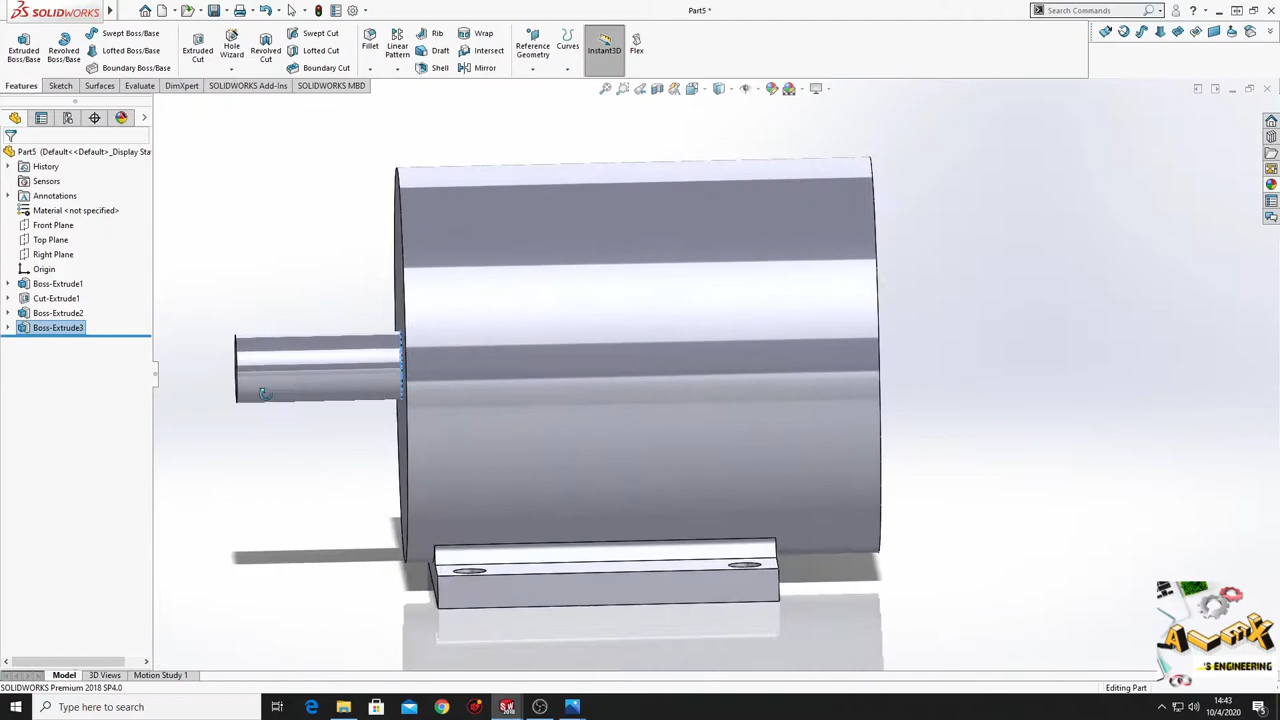 SOLIDWORKS
Part5 *
Search Commands
Extruded Boss/Base
Revolved Boss/Base
Swept Boss/Base
Lofted Boss/Base
Boundary Boss/Base
Extruded Cut
Hole Wizard
Revolved Cut
Swept Cut
Lofted Cut
Boundary Cut
Fillet
Linear Pattern
Rib
Draft
Shell
Wrap
Intersect
Mirror
Reference Geometry
Curves
Instant3D
Flex
Features
Sketch
Surfaces
Evaluate
DimXpert
SOLIDWORKS Add-Ins
SOLIDWORKS MBD
Part5 (Default<<Default>_Display Sta
History
Sensors
Annotations
Material <not specified>
Front Plane
Top Plane
Right Plane
Origin
Boss-Extrude1
Cut-Extrude1
Boss-Extrude2
Boss-Extrude3
ALMX
'S ENGINEERING
Model
3D Views
Motion Study 1
SOLIDWORKS Premium 2018 SP4.0
Editing Part
Type here to search
14:43
10/4/2020